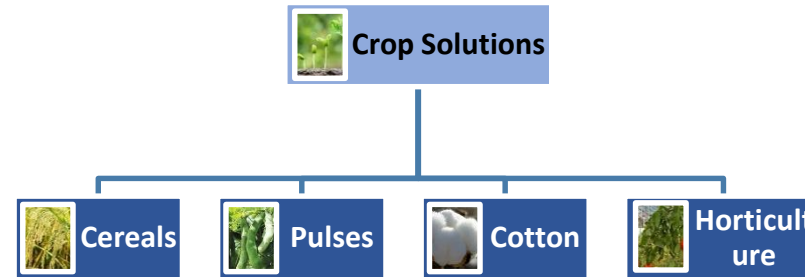 Crop Solutions
Cereals
Pulses
Cotton
Horticult
ure